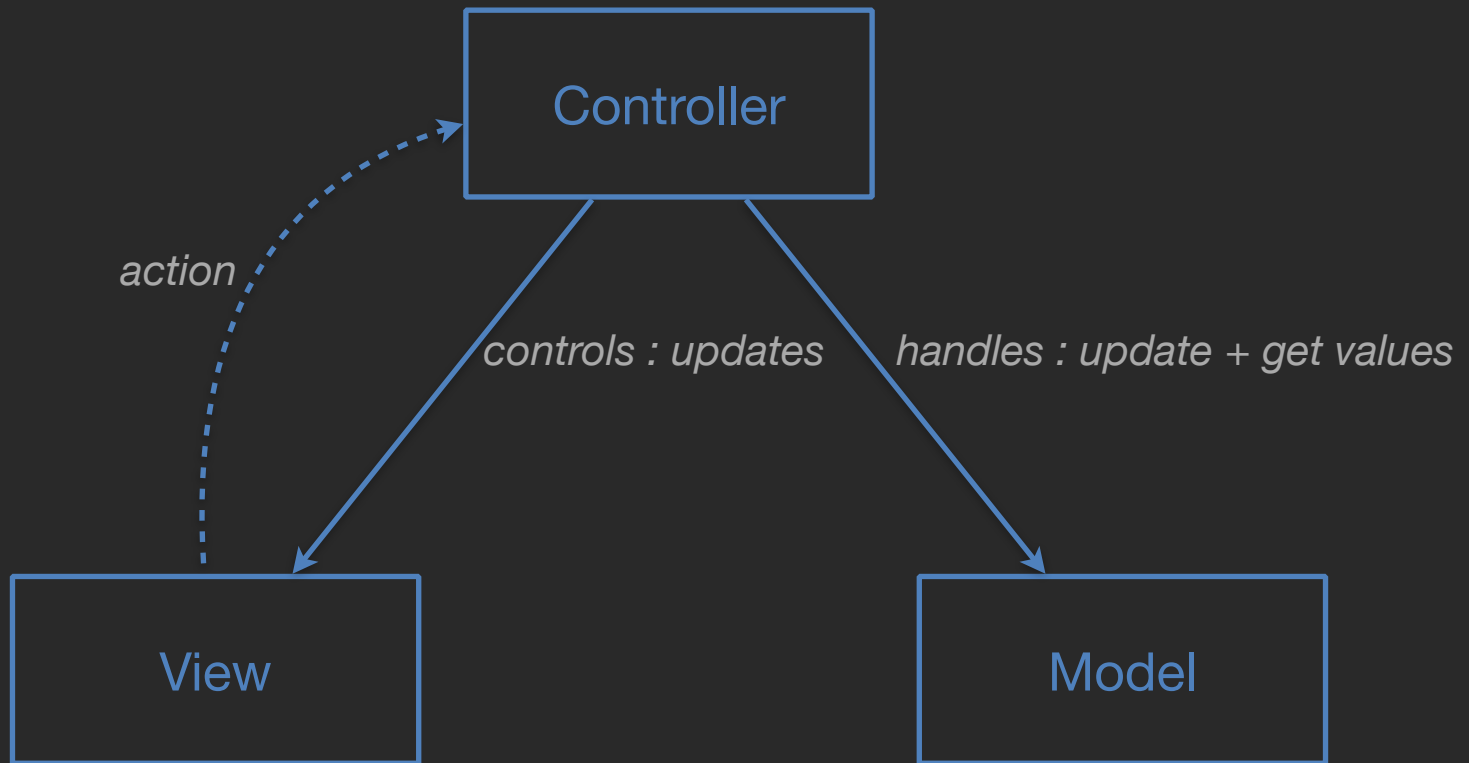 Controller
action
controls : updates
handles : update + get values
View
Model